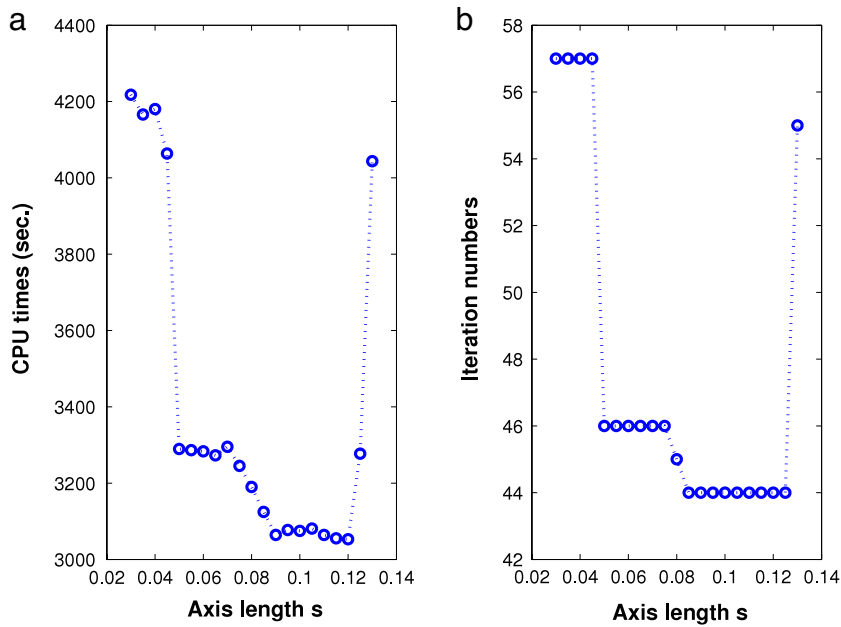 a
4400
4200
4000
3800
3600
3400
3200
3000
0.02 0.04 0.06 0.08 0.10 0.12 0.14
CPU times (sec.)
Axis length s
b
58
56
54
52
50
48
46
44
42
0.02 0.04 0.06 0.08 0.10 0.12 0.14
Iteration numbers
Axis length s